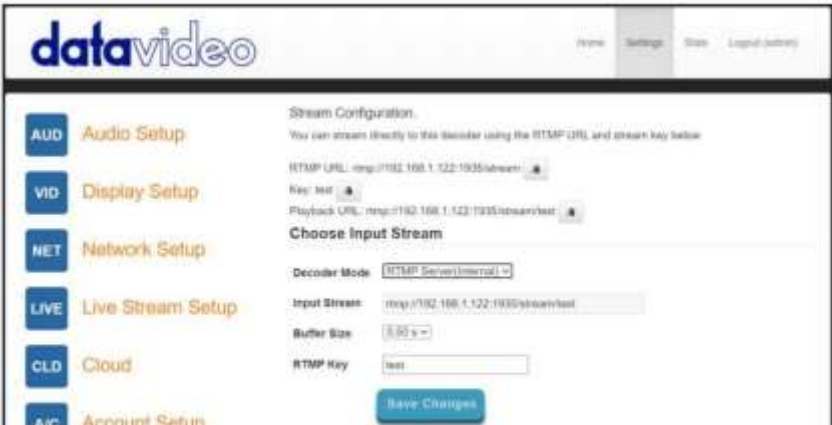 datavideo
Home Settings Stats Logout (admin)
AUD Audio Setup
VID Display Setup
NET Network Setup
LIVE Live Stream Setup
CLD Cloud
A/C Account Setup
Stream Configuration.
You can stream directly to this decoder using the RTMP URL and stream key below
RTMP URL: rtmp://192.168.1.122:1935/stream
Key: test
Playback URL: rtmp://192.168.1.122:1935/stream/test
Choose Input Stream
Decoder Mode RTMP Server(Internal)
Input Stream rtmp://192.168.1.122:1935/stream/test
Buffer Size s
RTMP Key test
Save Changes